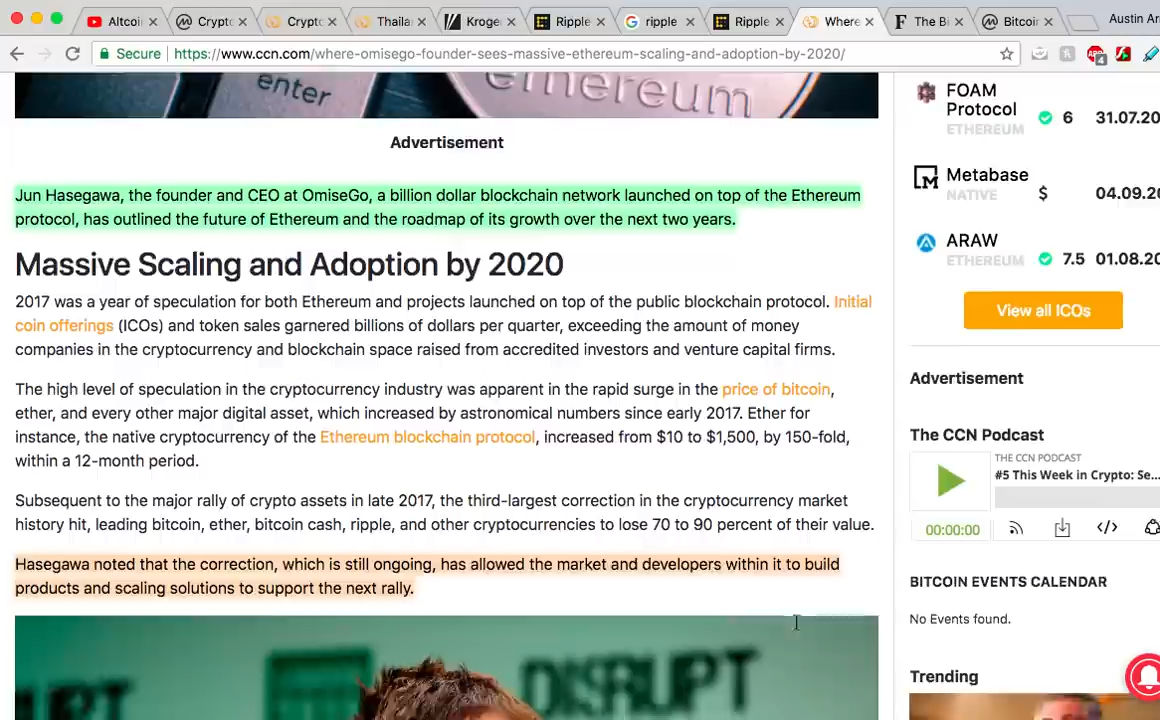 Altcoi
Crypto
Crypto
Thaila
Kroge
Ripple
ripple
Ripple
Where
The Bi
Bitcoi
Austin Ar
Secure
https://www.ccn.com/where-omisego-founder-sees-massive-ethereum-scaling-and-adoption-by-2020/
4
enter
ethereum
Advertisement
Jun Hasegawa, the founder and CEO at OmiseGo, a billion dollar blockchain network launched on top of the Ethereum
protocol, has outlined the future of Ethereum and the roadmap of its growth over the next two years.
Massive Scaling and Adoption by 2020
2017 was a year of speculation for both Ethereum and projects launched on top of the public blockchain protocol. Initial
coin offerings (ICOs) and token sales garnered billions of dollars per quarter, exceeding the amount of money
companies in the cryptocurrency and blockchain space raised from accredited investors and venture capital firms.
The high level of speculation in the cryptocurrency industry was apparent in the rapid surge in the price of bitcoin,
ether, and every other major digital asset, which increased by astronomical numbers since early 2017. Ether for
instance, the native cryptocurrency of the Ethereum blockchain protocol, increased from $10 to $1,500, by 150-fold,
within a 12-month period.
Subsequent to the major rally of crypto assets in late 2017, the third-largest correction in the cryptocurrency market
history hit, leading bitcoin, ether, bitcoin cash, ripple, and other cryptocurrencies to lose 70 to 90 percent of their value.
Hasegawa noted that the correction, which is still ongoing, has allowed the market and developers within it to build
products and scaling solutions to support the next rally.
DISRUPT
FOAM
Protocol
ETHEREUM
6
31.07.20
Metabase
NATIVE
$
04.09.20
ARAW
ETHEREUM
7.5
01.08.20
View all ICOs
Advertisement
The CCN Podcast
THE CCN PODCAST
#5 This Week in Crypto: Se...
00:00:00
BITCOIN EVENTS CALENDAR
No Events found.
Trending